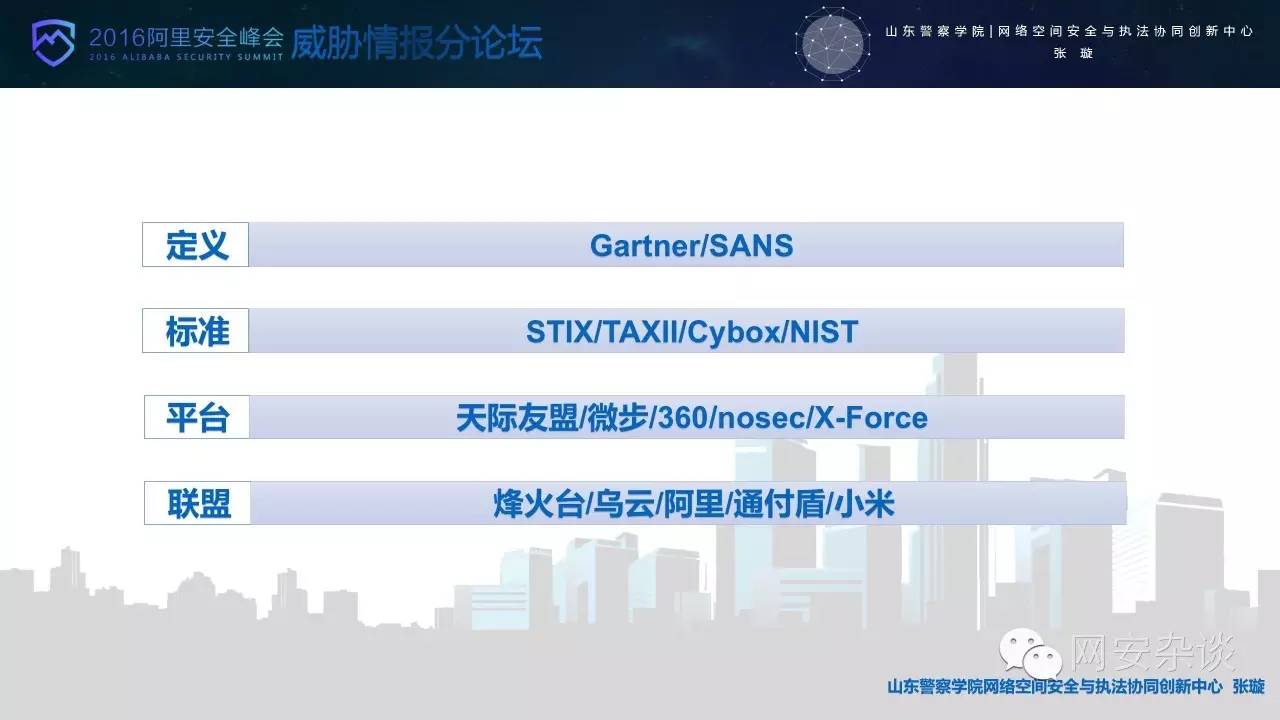 2016阿里安全峰会
2016 ALIBABA SECURITY SUMMIT
威胁情报分论坛
山东警察学院|网络空间安全与执法协同创新中心
张 璇
定义
Gartner/SANS
标准
STIX/TAXII/Cybox/NIST
平台
天际友盟/微步/360/nosec/X-Force
联盟
烽火台/乌云/阿里/通付盾/小米
网安杂谈
山东警察学院网络空间安全与执法协同创新中心 张璇